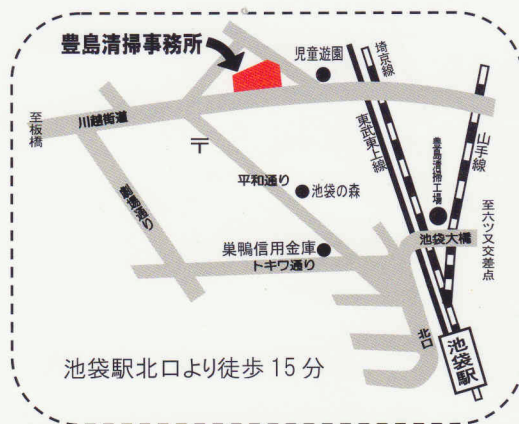 豊島清掃事務所
児童遊園
埼京線
至板橋
川越街道
〒
東武東上線
豊島清掃工場
山手線
平和通り
池袋の森
劇場通り
至六ツ又交差点
巣鴨信用金庫
池袋大橋
トキワ通り
北口
池袋駅
池袋駅北口より徒歩15分